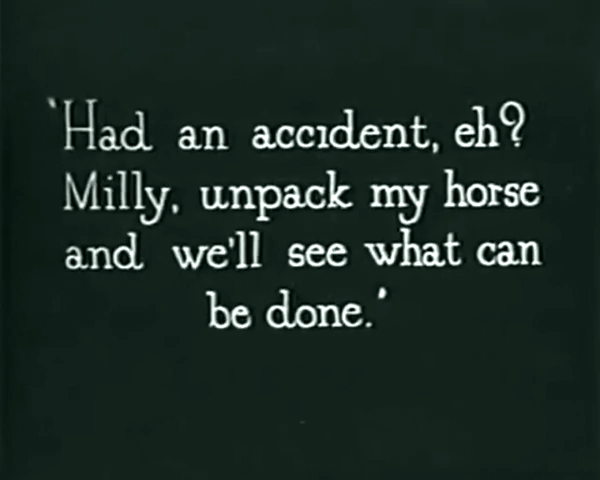 'Had an accident, eh?
Milly, unpack my horse
and we'll see what can
be done.'